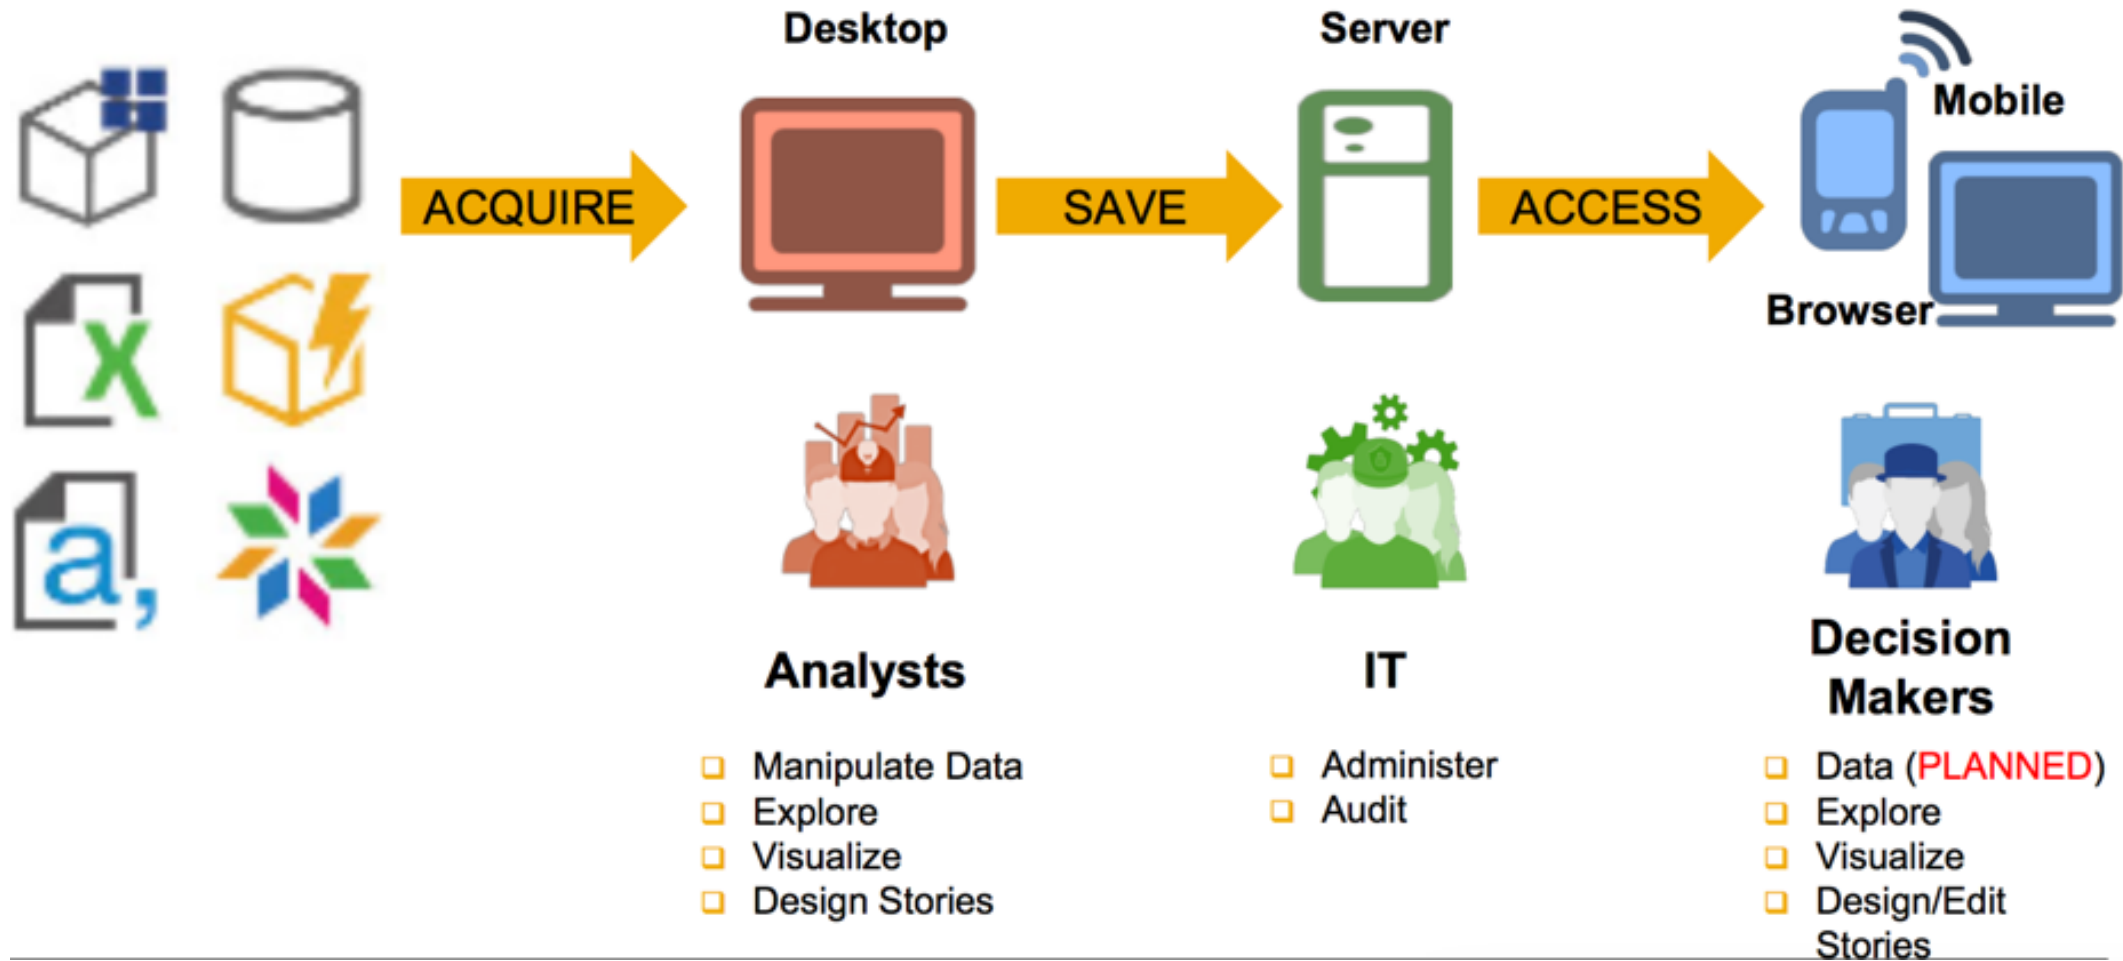 Desktop
Server
Mobile
ACQUIRE
SAVE
ACCESS
Browser
X
a,
Analysts
Manipulate Data
Explore
Visualize
Design Stories
IT
Administer
Audit
Decision
Makers
Data (PLANNED)
Explore
Visualize
Design/Edit
Stories